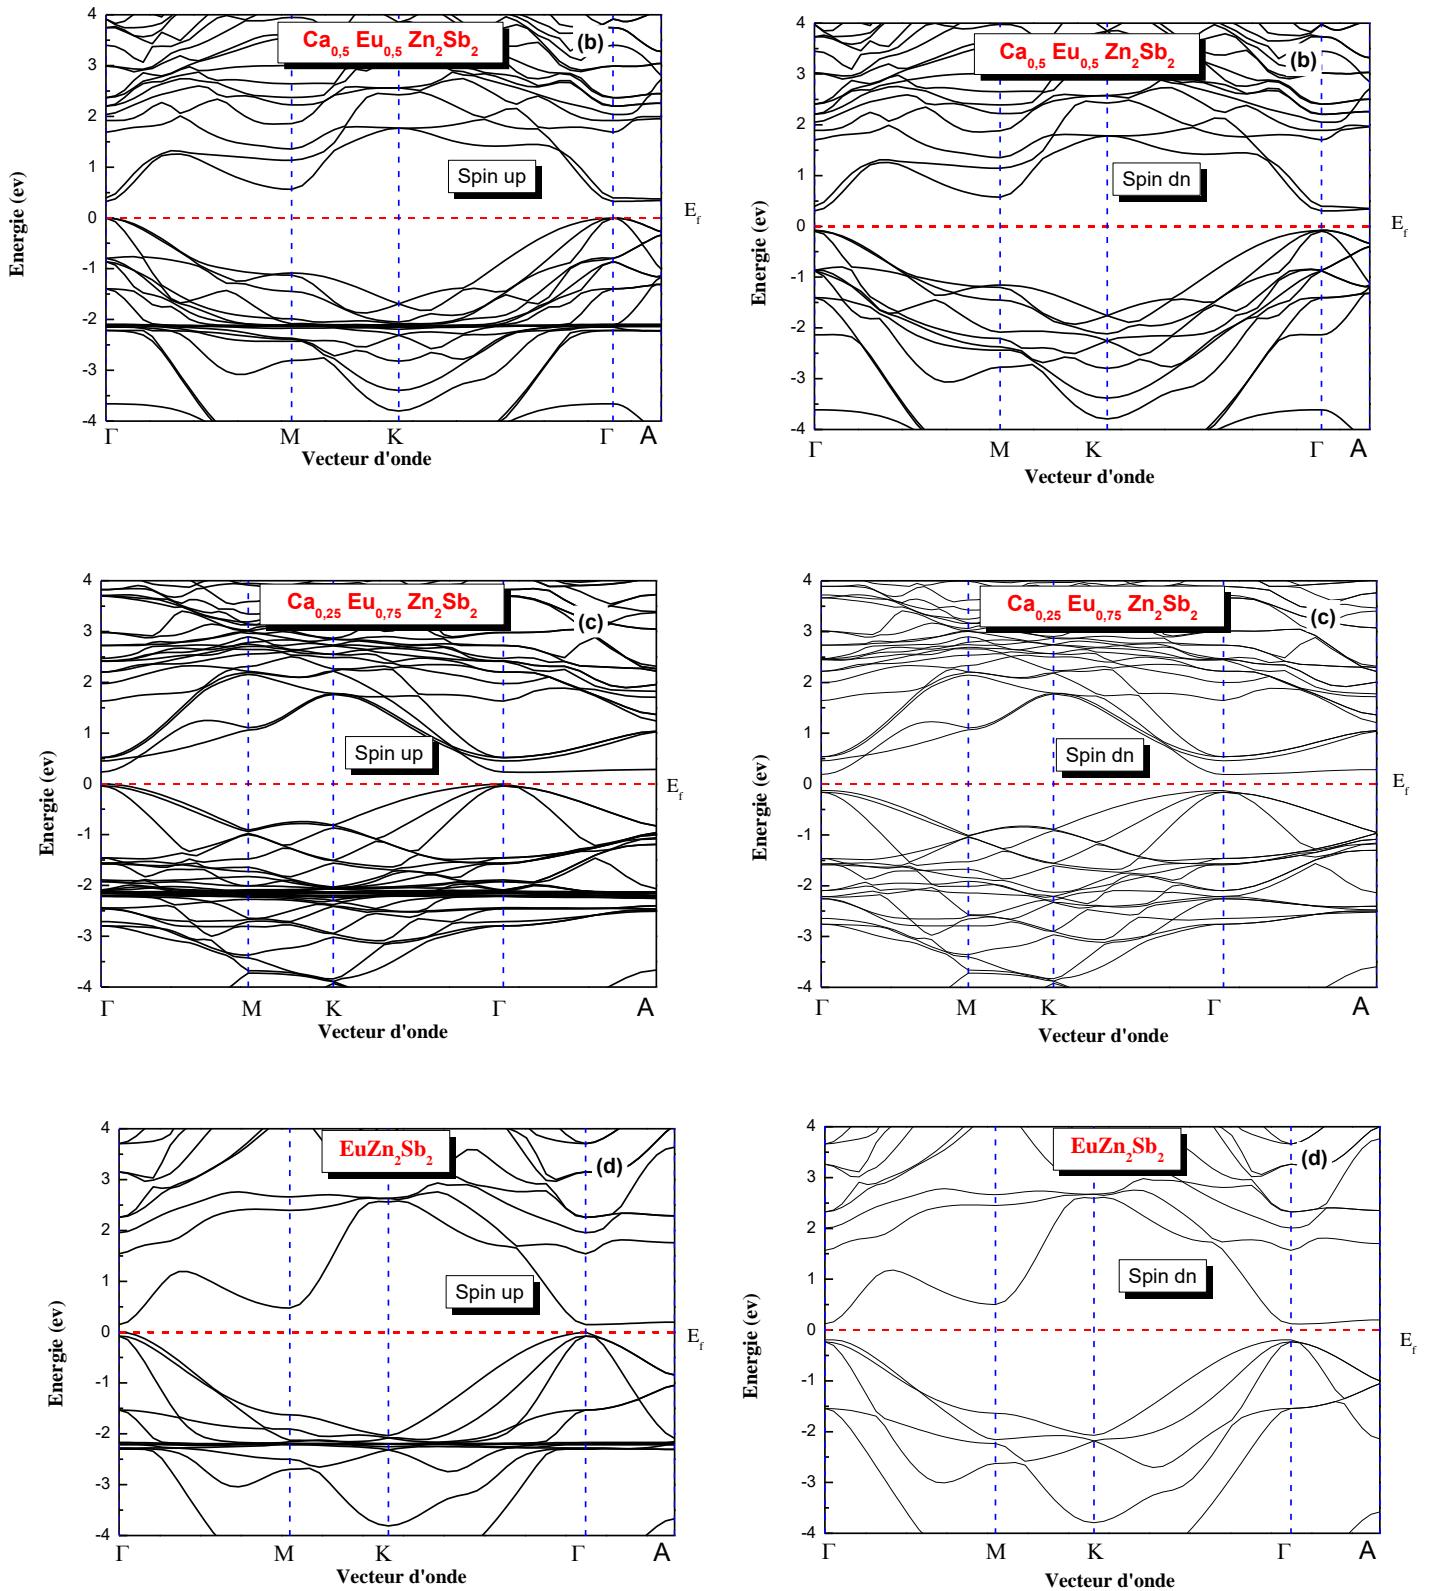 Ca0,5 Eu0,5 Zn2Sb2
(b)
Spin up
Energie (ev)
4
3
2
1
0
-1
-2
-3
-4
Ef
Γ M K Γ A
Vecteur d'onde
Ca0,5 Eu0,5 Zn2Sb2
(b)
Spin dn
Energie (ev)
4
3
2
1
0
-1
-2
-3
-4
Ef
Γ M K Γ A
Vecteur d'onde
Ca0,25 Eu0,75 Zn2Sb2
(c)
Spin up
Energie (ev)
4
3
2
1
0
-1
-2
-3
-4
Ef
Γ M K Γ A
Vecteur d'onde
Ca0,25 Eu0,75 Zn2Sb2
(c)
Spin dn
Energie (ev)
4
3
2
1
0
-1
-2
-3
-4
Ef
Γ M K Γ A
Vecteur d'onde
EuZn2Sb2
(d)
Spin up
Energie (ev)
4
3
2
1
0
-1
-2
-3
-4
Ef
Γ M K Γ A
Vecteur d'onde
EuZn2Sb2
(d)
Spin dn
Energie (ev)
4
3
2
1
0
-1
-2
-3
-4
Ef
Γ M K Γ A
Vecteur d'onde